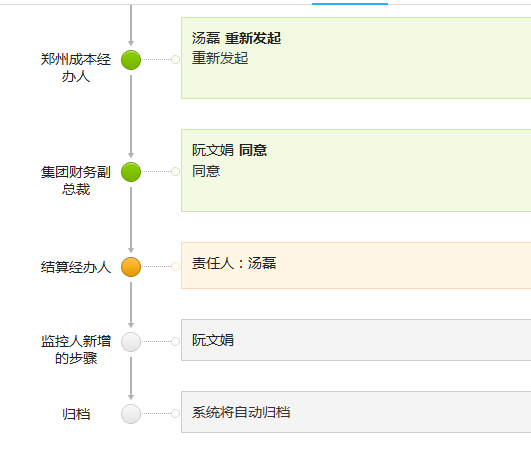 郑州成本经
办人
汤磊 重新发起
重新发起
集团财务副
总裁
阮文娟 同意
同意
结算经办人
责任人：汤磊
监控人新增
的步骤
阮文娟
归档
系统将自动归档